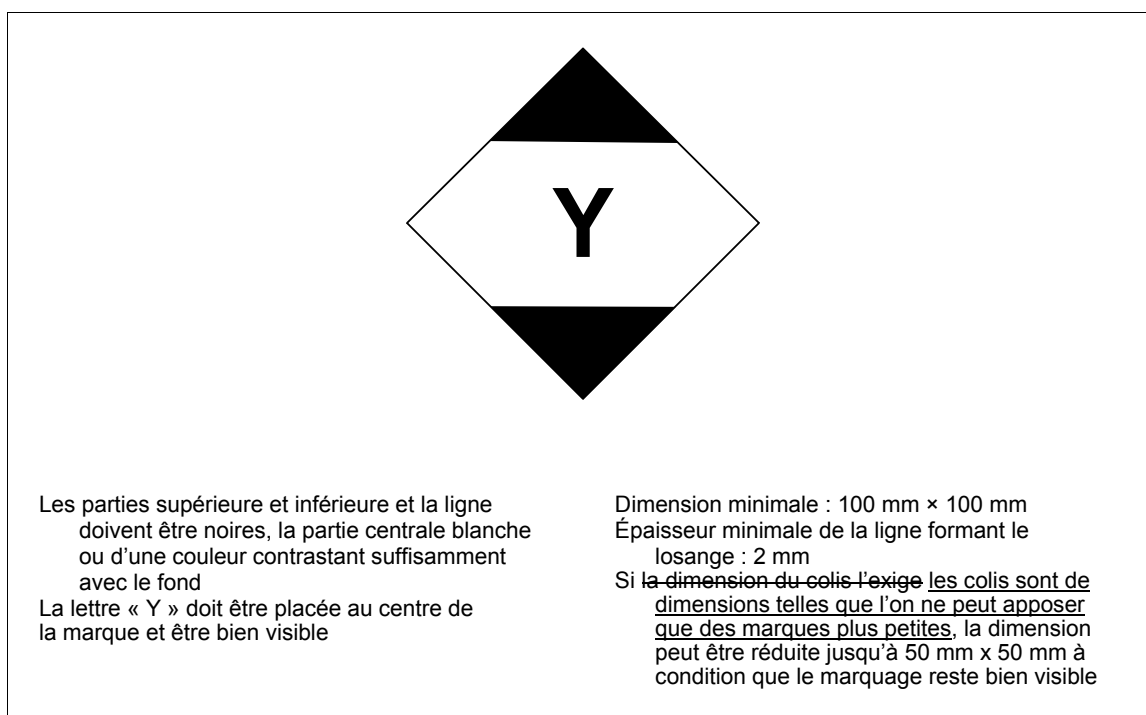 Y
Les parties supérieure et inférieure et la ligne
doivent être noires, la partie centrale blanche
ou d’une couleur contrastant suffisamment
avec le fond
La lettre « Y » doit être placée au centre de
la marque et être bien visible
Dimension minimale : 100 mm × 100 mm
Épaisseur minimale de la ligne formant le
losange : 2 mm
Si la dimension du colis l’exige les colis sont de
dimensions telles que l’on ne peut apposer
que des marques plus petites, la dimension
peut être réduite jusqu’à 50 mm x 50 mm à
condition que le marquage reste bien visible